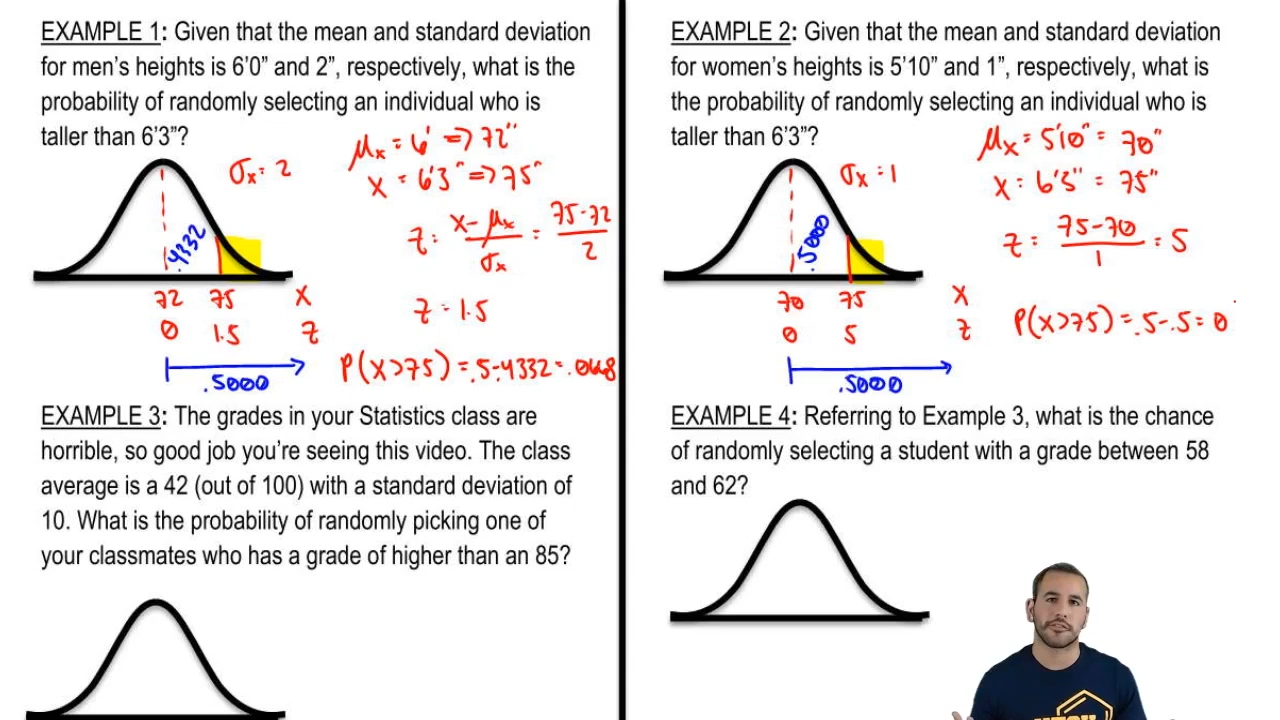 EXAMPLE 1: Given that the mean and standard deviation
for men's heights is 6'0" and 2", respectively, what is the
probability of randomly selecting an individual who is
taller than 6'3"?
μx = 6' => 72"
σx = 2
x = 6'3" => 75"
.4332
z = x-μx/σx = 75-72/2
72 75 x
z = 1.5
0 1.5 z
P(x>75) = .5-.4332 = .0668
.5000
EXAMPLE 2: Given that the mean and standard deviation
for women's heights is 5'10" and 1", respectively, what is
the probability of randomly selecting an individual who is
taller than 6'3"?
μx = 5'10" = 70"
σx = 1
x = 6'3" = 75"
.5000
z = 75-70/1 = 5
70 75 x
P(x>75) = .5-.5 = 0
0 5 z
.5000
EXAMPLE 3: The grades in your Statistics class are
horrible, so good job you're seeing this video. The class
average is a 42 (out of 100) with a standard deviation of
10. What is the probability of randomly picking one of
your classmates who has a grade of higher than an 85?
EXAMPLE 4: Referring to Example 3, what is the chance
of randomly selecting a student with a grade between 58
and 62?